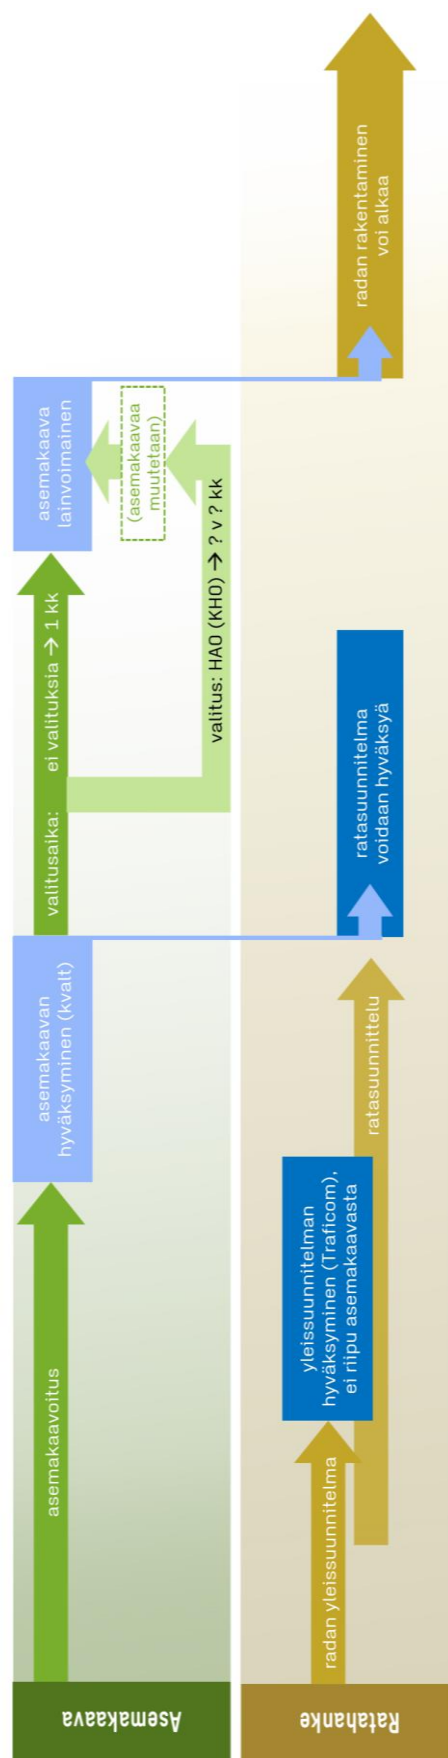 Asemakaava
asemakaavoitus
asemakaavan
hyväksyminen (kvalt)
valitusaika: ei valituksia → 1 kk
asemakaava
lainvoimainen
(asemakaavaa
muutetaan)
valitus: HAO (KHO) → ? v ? kk
Ratahanke
radan yleissuunnitelma
yleissuunnitelman
hyväksyminen (Traficom),
ei riipu asemakaavasta
ratasuunnittelu
ratasuunnitelma
voidaan hyväksyä
radan rakentaminen
voi alkaa